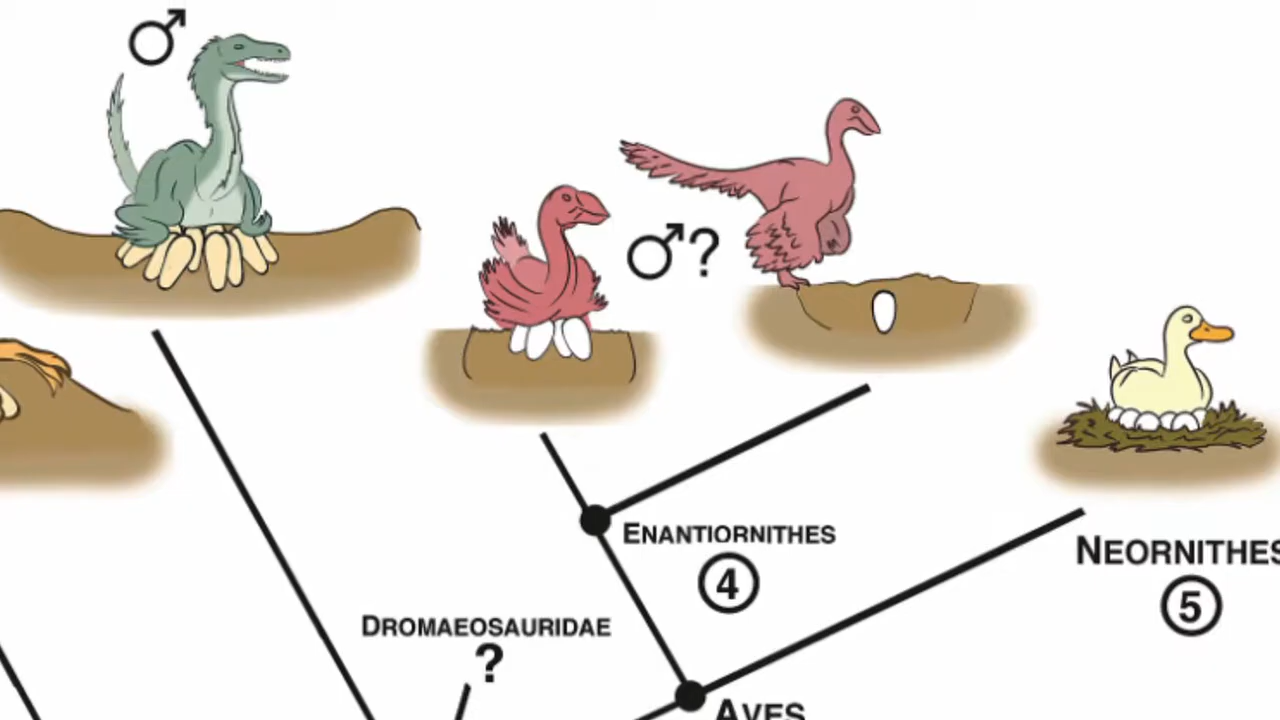 ♂
♂?
ENANTIORNITHES
4
NEORNITHES
5
DROMAEOSAURIDAE
?
AVES